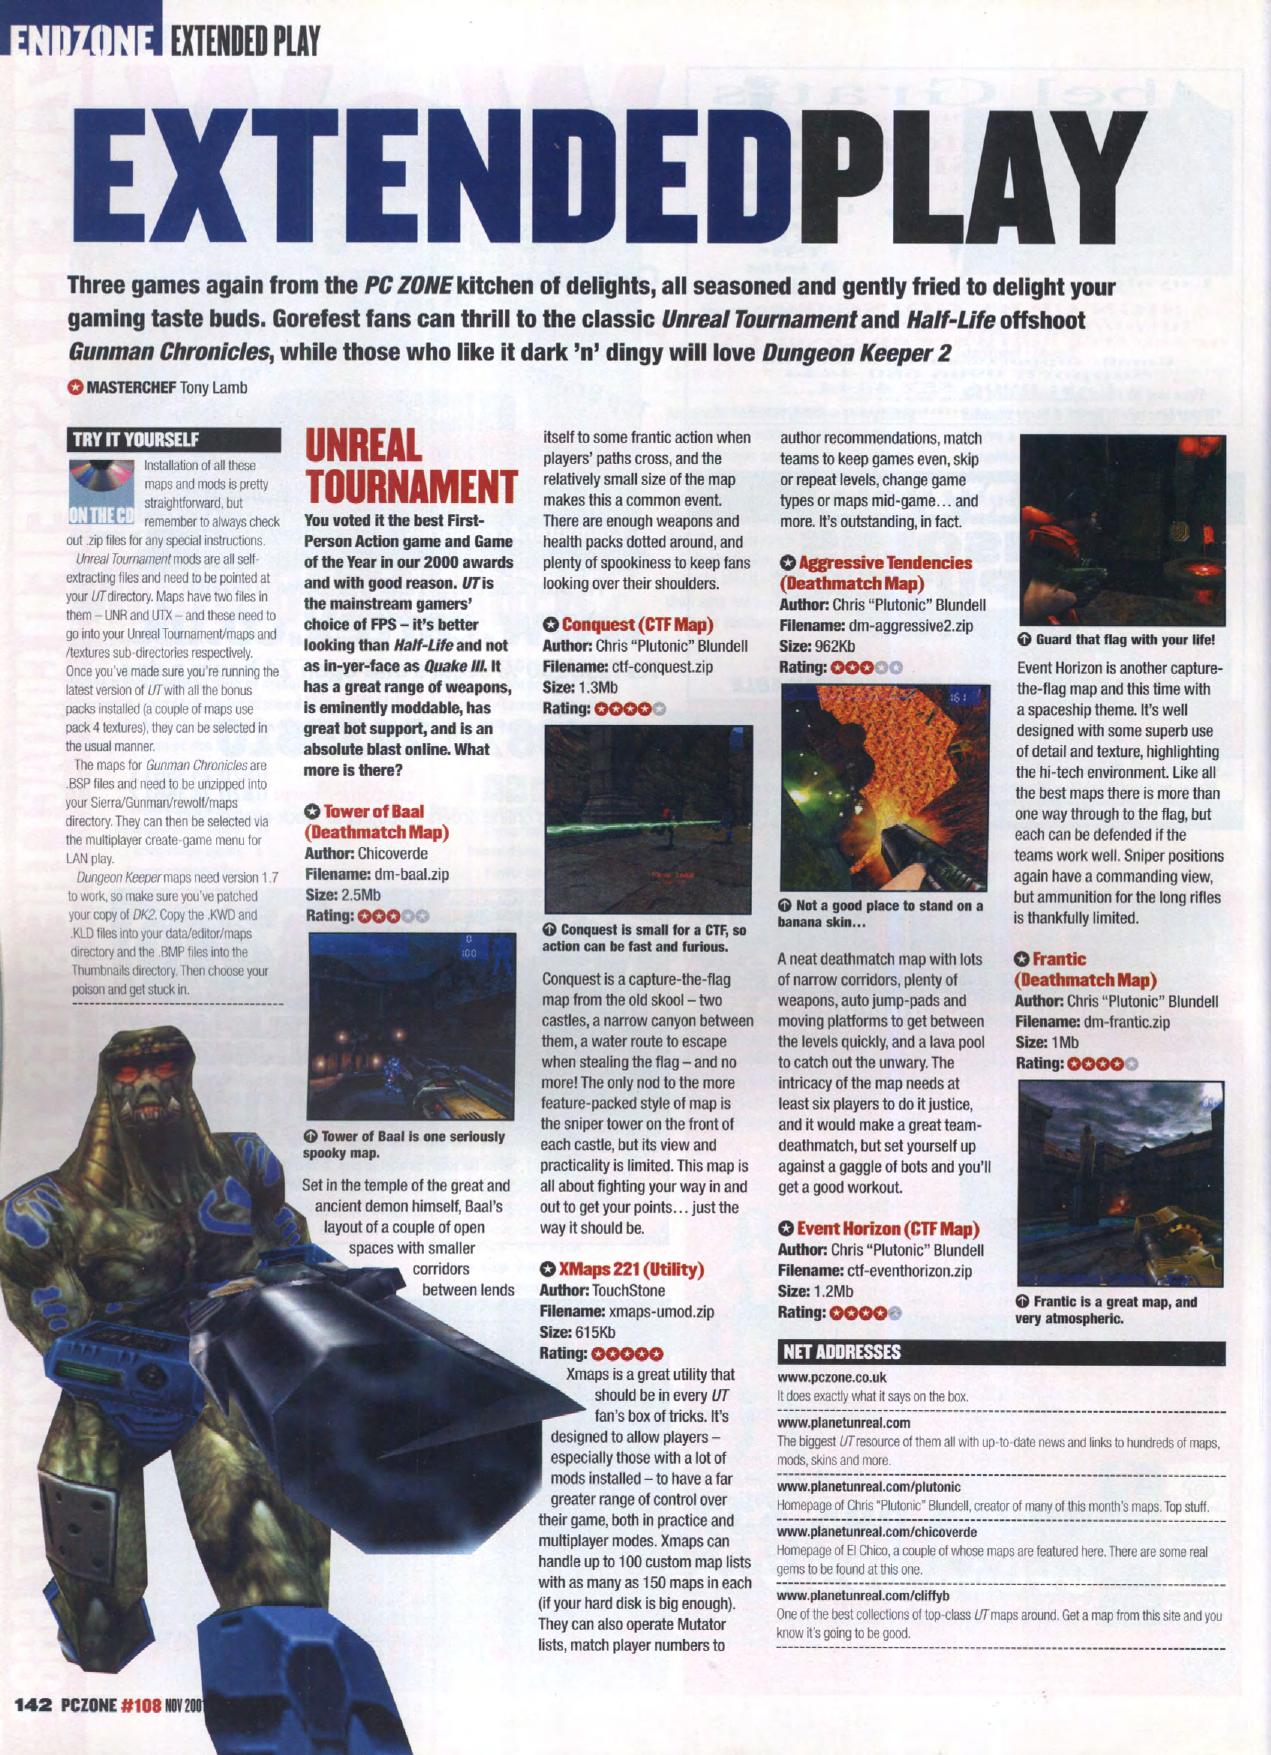 ENDZONE EXTENDED PLAY
EXTENDEDPLAY
Three games again from the PC ZONE kitchen of delights, all seasoned and gently fried to delight your
gaming taste buds. Gorefest fans can thrill to the classic Unreal Tournament and Half-Life offshoot
Gunman Chronicles, while those who like it dark 'n' dingy will love Dungeon Keeper 2
MASTERCHEF Tony Lamb
TRY IT YOURSELF
ON THE CD
Installation of all these
maps and mods is pretty
straightforward, but
remember to always check
out .zip files for any special instructions.
Unreal Tournament mods are all self-
extracting files and need to be pointed at
your UT directory. Maps have two files in
them – UNR and UTX – and these need to
go into your Unreal Tournament/maps and
/textures sub-directories respectively.
Once you've made sure you're running the
latest version of UT with all the bonus
packs installed (a couple of maps use
pack 4 textures), they can be selected in
the usual manner.
The maps for Gunman Chronicles are
.BSP files and need to be unzipped into
your Sierra/Gunman/rewolf/maps
directory. They can then be selected via
the multiplayer create-game menu for
LAN play.
Dungeon Keeper maps need version 1.7
to work, so make sure you've patched
your copy of DK2. Copy the .KWD and
.KLD files into your data/editor/maps
directory and the .BMP files into the
Thumbnails directory. Then choose your
poison and get stuck in.
UNREAL
TOURNAMENT
You voted it the best First-
Person Action game and Game
of the Year in our 2000 awards
and with good reason. UT is
the mainstream gamers'
choice of FPS – it's better
looking than Half-Life and not
as in-yer-face as Quake III. It
has a great range of weapons,
is eminently moddable, has
great bot support, and is an
absolute blast online. What
more is there?
Tower of Baal
(Deathmatch Map)
Author: Chicoverde
Filename: dm-baal.zip
Size: 2.5Mb
Rating:
0
100
Tower of Baal is one seriously
spooky map.
Set in the temple of the great and
ancient demon himself, Baal's
layout of a couple of open
spaces with smaller
corridors
between lends
itself to some frantic action when
players' paths cross, and the
relatively small size of the map
makes this a common event.
There are enough weapons and
health packs dotted around, and
plenty of spookiness to keep fans
looking over their shoulders.
Conquest (CTF Map)
Author: Chris "Plutonic" Blundell
Filename: ctf-conquest.zip
Size: 1.3Mb
Rating:
Conquest is small for a CTF, so
action can be fast and furious.
Conquest is a capture-the-flag
map from the old skool – two
castles, a narrow canyon between
them, a water route to escape
when stealing the flag – and no
more! The only nod to the more
feature-packed style of map is
the sniper tower on the front of
each castle, but its view and
practicality is limited. This map is
all about fighting your way in and
out to get your points... just the
way it should be.
XMaps 221 (Utility)
Author: TouchStone
Filename: xmaps-umod.zip
Size: 615Kb
Rating:
Xmaps is a great utility that
should be in every UT
fan's box of tricks. It's
designed to allow players –
especially those with a lot of
mods installed – to have a far
greater range of control over
their game, both in practice and
multiplayer modes. Xmaps can
handle up to 100 custom map lists
with as many as 150 maps in each
(if your hard disk is big enough).
They can also operate Mutator
lists, match player numbers to
author recommendations, match
teams to keep games even, skip
or repeat levels, change game
types or maps mid-game... and
more. It's outstanding, in fact.
Aggressive Tendencies
(Deathmatch Map)
Author: Chris "Plutonic" Blundell
Filename: dm-aggressive2.zip
Size: 962Kb
Rating:
Not a good place to stand on a
banana skin...
A neat deathmatch map with lots
of narrow corridors, plenty of
weapons, auto jump-pads and
moving platforms to get between
the levels quickly, and a lava pool
to catch out the unwary. The
intricacy of the map needs at
least six players to do it justice,
and it would make a great team-
deathmatch, but set yourself up
against a gaggle of bots and you'll
get a good workout.
Event Horizon (CTF Map)
Author: Chris "Plutonic" Blundell
Filename: ctf-eventhorizon.zip
Size: 1.2Mb
Rating:
Guard that flag with your life!
Event Horizon is another capture-
the-flag map and this time with
a spaceship theme. It's well
designed with some superb use
of detail and texture, highlighting
the hi-tech environment. Like all
the best maps there is more than
one way through to the flag, but
each can be defended if the
teams work well. Sniper positions
again have a commanding view,
but ammunition for the long rifles
is thankfully limited.
Frantic
(Deathmatch Map)
Author: Chris "Plutonic" Blundell
Filename: dm-frantic.zip
Size: 1Mb
Rating:
Frantic is a great map, and
very atmospheric.
NET ADDRESSES
www.pczone.co.uk
It does exactly what it says on the box.
www.planetunreal.com
The biggest UT resource of them all with up-to-date news and links to hundreds of maps,
mods, skins and more.
www.planetunreal.com/plutonic
Homepage of Chris "Plutonic" Blundell, creator of many of this month's maps. Top stuff.
www.planetunreal.com/chicoverde
Homepage of El Chico, a couple of whose maps are featured here. There are some real
gems to be found at this one.
www.planetunreal.com/cliffyb
One of the best collections of top-class UT maps around. Get a map from this site and you
know it's going to be good.
142 PCZONE #108 NOV 2001